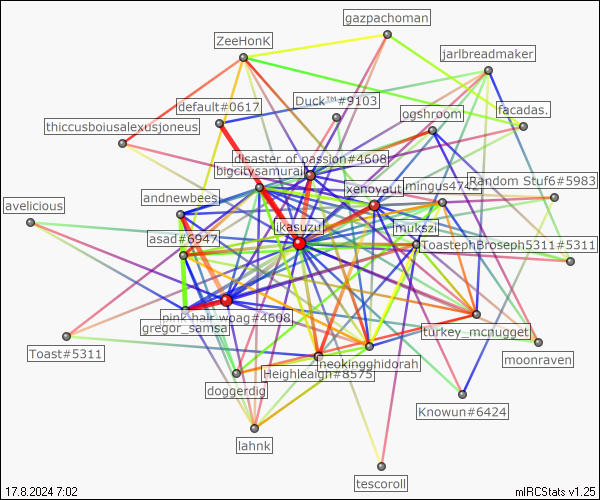 gazpachoman
ZeeHonK
jarlbreadmaker
Duck™#9103
default#0617
ogshroom
facadas.
thiccusboiusalexusjoneus
disaster of passion#4608
bigcitysamurai
xenoyaut
mingus474
Random Stuf6#5983
andnewbees
avelicious
ikasuzu
mukszi
asad#6947
ToastephBroseph5311#5311
pink hair woag#4608
gregor_samsa
turkey_mcnugget
Toast#5311
neokingghidorah
moonraven
Heighleaigh#8575
doggerdig
Knowun#6424
lahnk
tescoroll
17.8.2024 7:02
mIRCStats v1.25